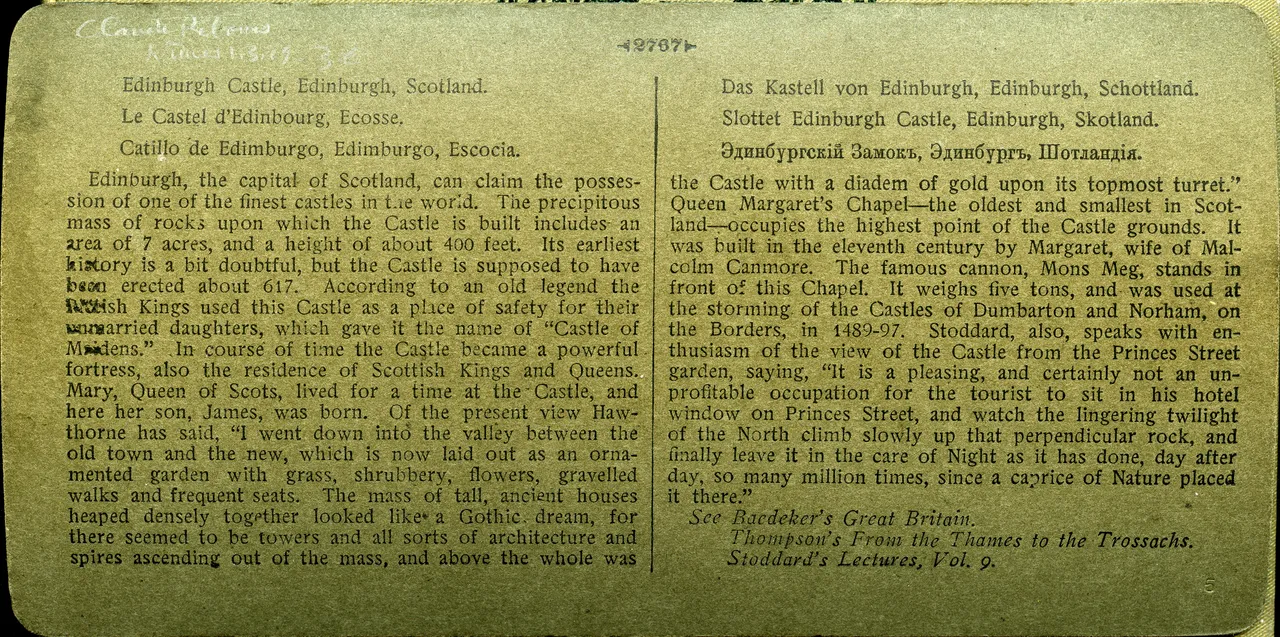 2767
Edinburgh Castle, Edinburgh, Scotland.
Le Castel d'Edinbourg, Ecosse.
Catillo de Edimburgo, Edimburgo, Escocia.
Edinburgh, the capital of Scotland, can claim the posses-
sion of one of the finest castles in the world. The precipitous
mass of rocks upon which the Castle is built includes an
area of 7 acres, and a height of about 400 feet. Its earliest
history is a bit doubtful, but the Castle is supposed to have
been erected about 617. According to an old legend the
Kings used this Castle as a place of safety for their
unmarried daughters, which gave it the name of "Castle of
Maidens." In course of time the Castle became a powerful
fortress, also the residence of Scottish Kings and Queens.
Mary, Queen of Scots, lived for a time at the Castle, and
here her son, James, was born. Of the present view Haw-
thorne has said, "I went down into the valley between the
old town and the new, which is now laid out as an orna-
mented garden with grass, shrubbery, flowers, gravelled
walks and frequent seats. The mass of tall, ancient houses
heaped densely together looked like a Gothic dream, for
there seemed to be towers and all sorts of architecture and
spires ascending out of the mass, and above the whole was
Das Kastell von Edinburgh, Edinburgh, Schottland.
Slottet Edinburgh Castle, Edinburgh, Skotland.
Эдинбургскій Замокъ, Эдинбургъ, Шотландія.
the Castle with a diadem of gold upon its topmost turret."
Queen Margaret's Chapel—the oldest and smallest in Scot-
land—occupies the highest point of the Castle grounds. It
was built in the eleventh century by Margaret, wife of Mal-
colm Canmore. The famous cannon, Mons Meg, stands in
front of this Chapel. It weighs five tons, and was used at
the storming of the Castles of Dumbarton and Norham, on
the Borders, in 1489-97. Stoddard, also, speaks with en-
thusiasm of the view of the Castle from the Princes Street
garden, saying, "It is a pleasing, and certainly not an un-
profitable occupation for the tourist to sit in his hotel
window on Princes Street, and watch the lingering twilight
of the North climb slowly up that perpendicular rock, and
finally leave it in the care of Night as it has done, day after
day, so many million times, since a caprice of Nature placed
it there."
See Baedeker's Great Britain.
Thompson's From the Thames to the Trossachs.
Stoddard's Lectures, Vol. 9.
5